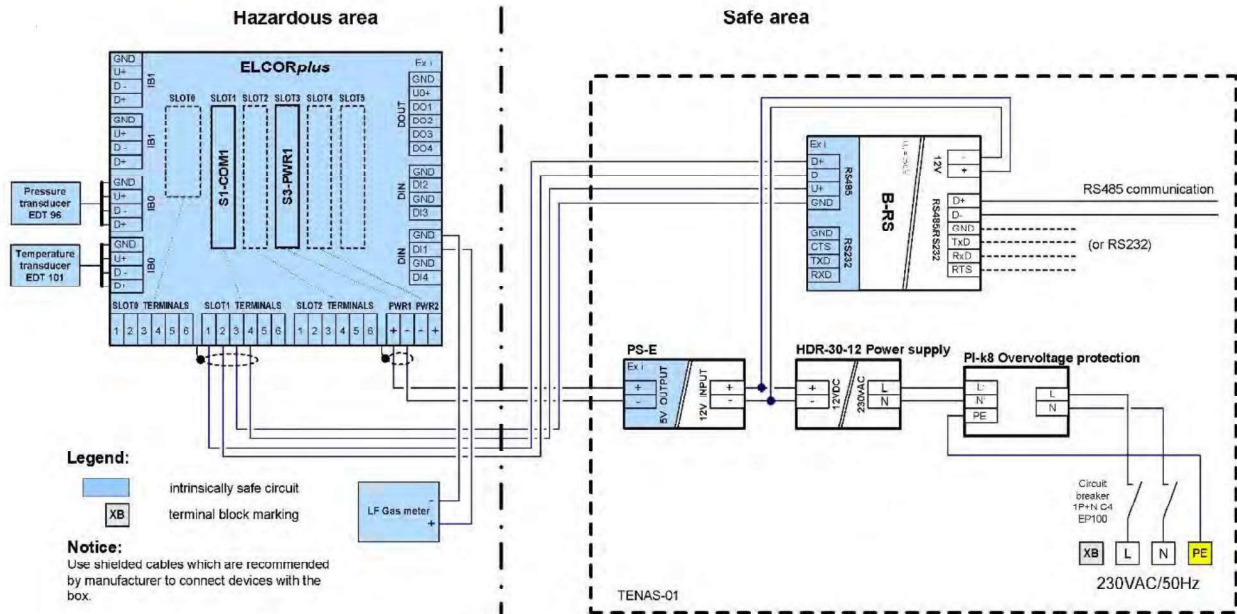 Hazardous area
Safe area
ELCORplus
GND
U+
D -
D+
IB1
GND
U+
D -
D+
IB1
GND
U+
D -
D+
IB0
GND
U+
D -
D+
IB0
SLOT0
SLOT1
SLOT2
SLOT3
SLOT4
SLOT5
S1-COM1
S3-PWR1
Ex i
GND
U0+
DO1
DO2
DO3
DO4
DOUT
GND
DI2
GND
DI3
DIN
GND
DI1
GND
DI4
DIN
SLOT0 TERMINALS
SLOT1 TERMINALS
SLOT2 TERMINALS
PWR1 PWR2
1 2 3 4 5 6
1 2 3 4 5 6
1 2 3 4 5 6
+ - - +
Pressure
transducer
EDT 96
Temperature
transducer
EDT 101
Ex i
D+
D
U+
GND
RS485
GND
CTS
TXD
RXD
RS232
B-RS
12V
-
+
D+
D-
GND
TxD
RxD
RTS
RS485
RS232
RS485 communication
(or RS232)
PS-E
Ex i
+
-
5V OUTPUT
12V INPUT
+
-
HDR-30-12 Power supply
+
-
12VDC
230VAC
L
N
PI-k8 Overvoltage protection
L'
N'
PE
L
N
Circuit
breaker
1P+N C4
EP100
XB
L
N
PE
230VAC/50Hz
LF Gas meter
-
+
Legend:
intrinsically safe circuit
XB
terminal block marking
Notice:
Use shielded cables which are recommended
by manufacturer to connect devices with the
box.
TENAS-01